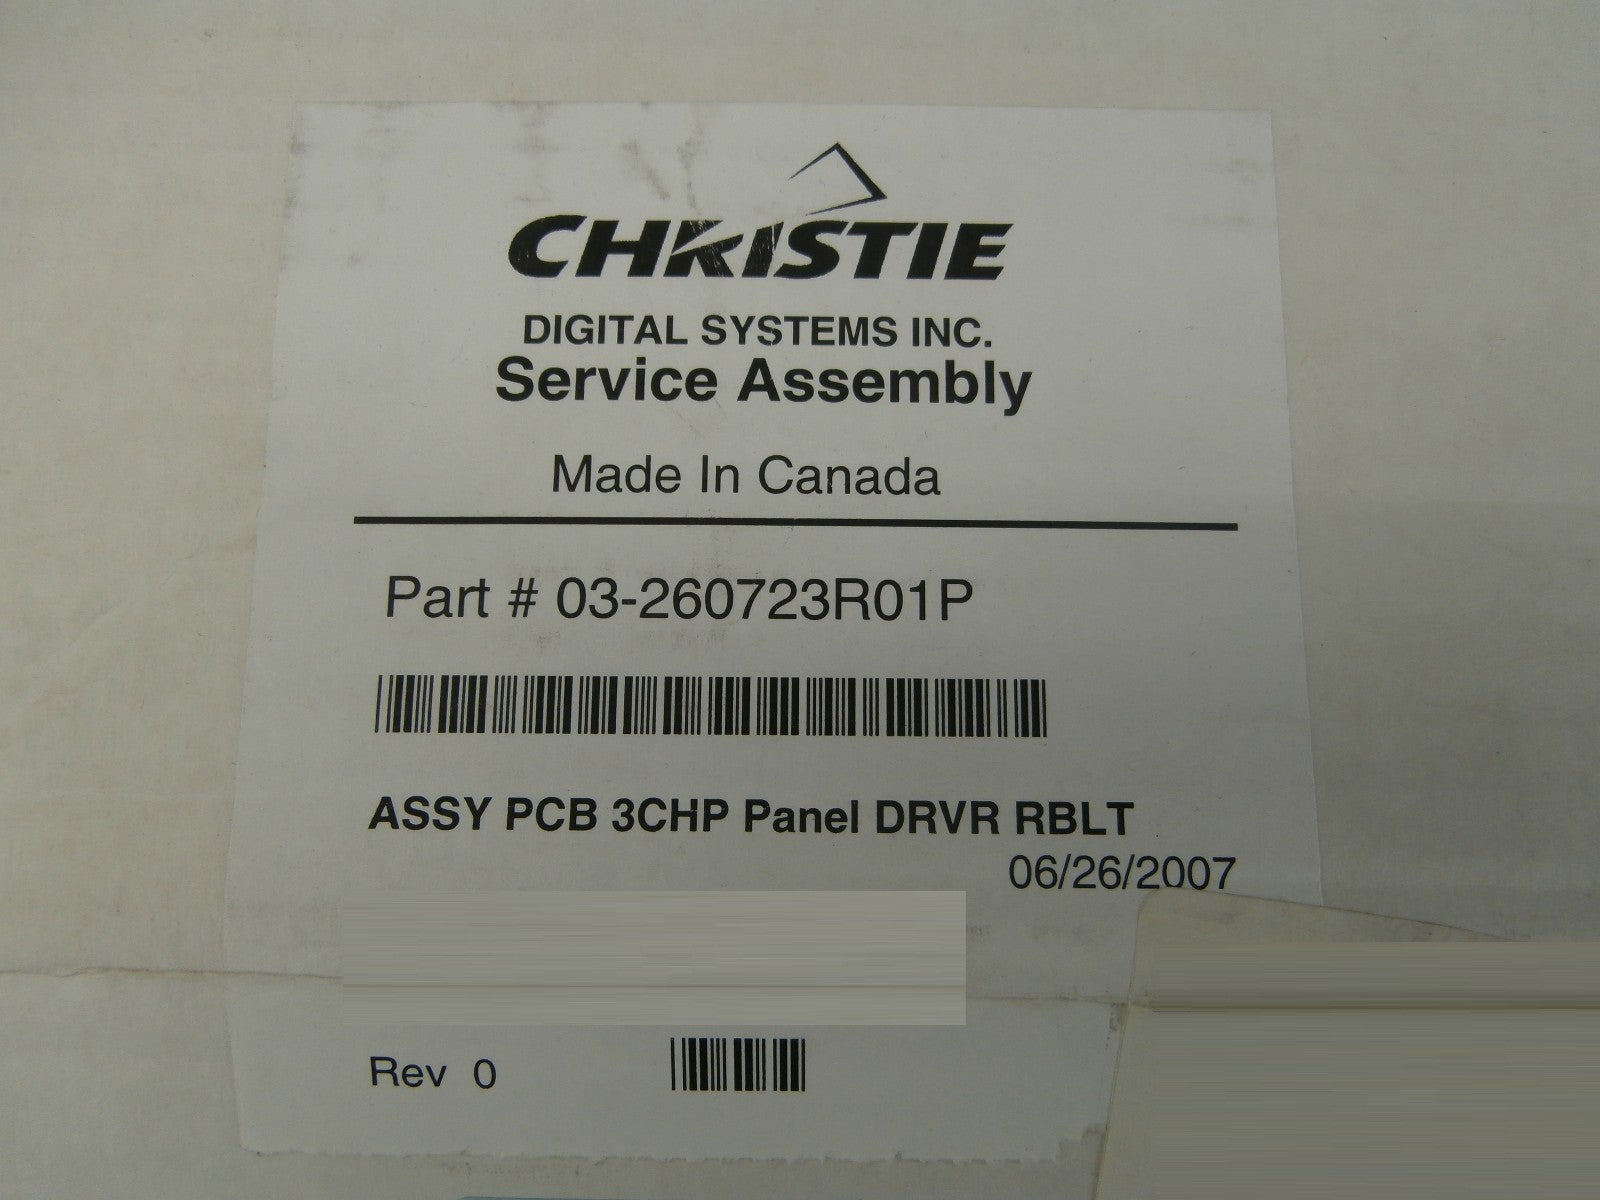 CHRISTIE
DIGITAL SYSTEMS INC.
Service Assembly
Made In Canada
Part # 03-260723R01P
ASSY PCB 3CHP Panel DRVR RBLT
06/26/2007
Rev 0